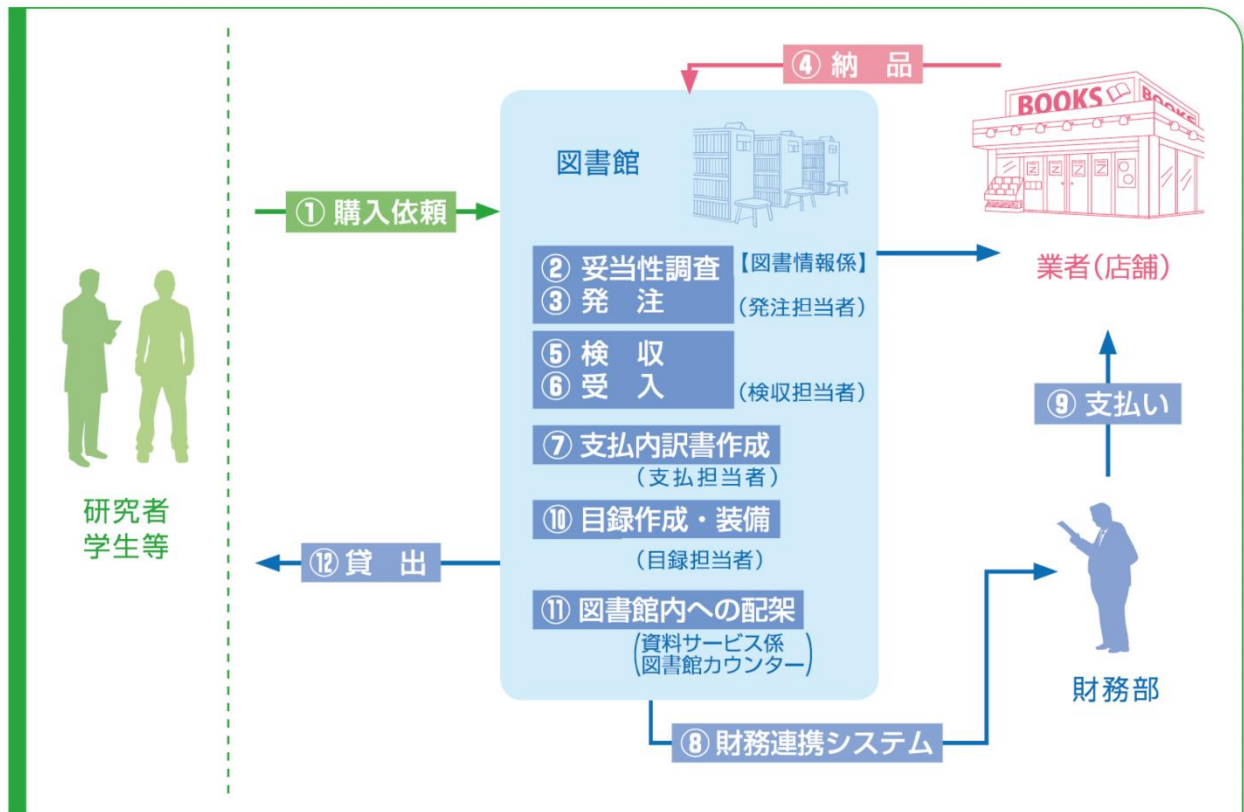 ④ 納 品
BOOKS
BOOKS
図書館
① 購入依頼
② 妥当性調査
【図書情報係】
③ 発 注
(発注担当者)
業者(店舗)
⑤ 検 収
⑥ 受 入
(検収担当者)
⑨ 支払い
⑦ 支払内訳書作成
(支払担当者)
研究者
学生等
⑩ 目録作成・装備
(目録担当者)
⑫ 貸 出
⑪ 図書館内への配架
(資料サービス係
図書館カウンター)
財務部
⑧ 財務連携システム